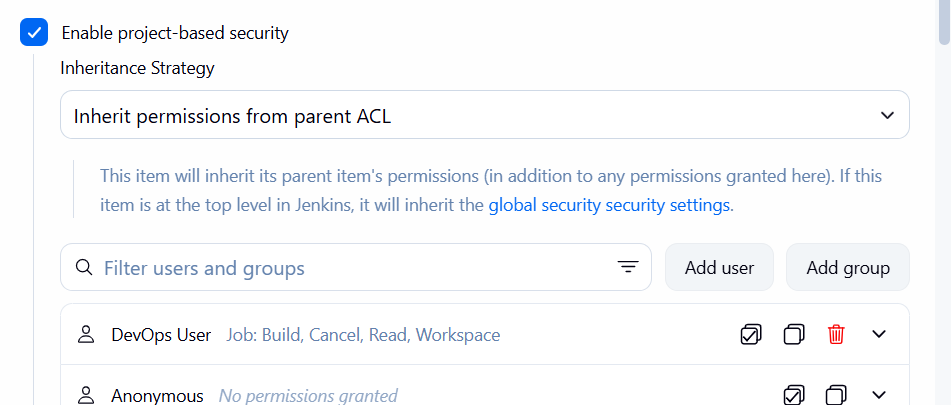 Enable project-based security
Inheritance Strategy
Inherit permissions from parent ACL
This item will inherit its parent item's permissions (in addition to any permissions granted here). If this
item is at the top level in Jenkins, it will inherit the global security security settings.
Filter users and groups
Add user
Add group
DevOps User Job: Build, Cancel, Read, Workspace
Anonymous No permissions granted